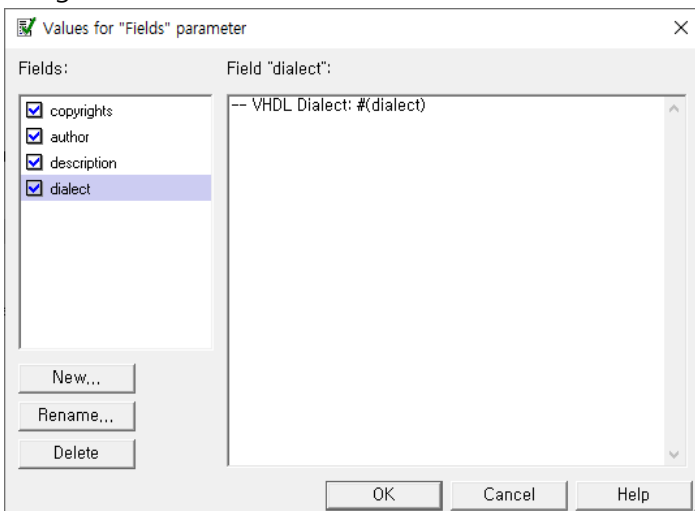 Values for "Fields" parameter
Fields:
Field "dialect":
copyrights
author
description
dialect
-- VHDL Dialect: #(dialect)
New,,,
Rename,,,
Delete
OK
Cancel
Help